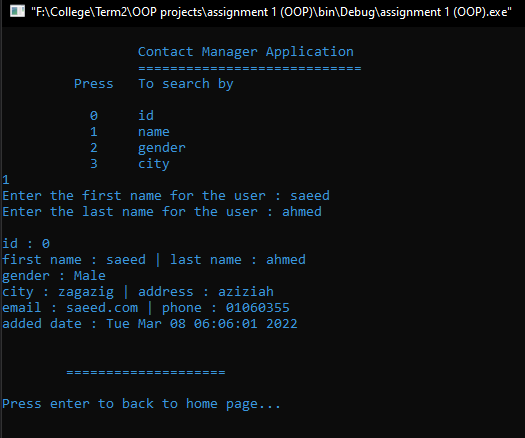 "F:\College\Term2\OOP projects\assignment 1 (OOP)\bin\Debug\assignment 1 (OOP).exe"
Contact Manager Application
============================
Press To search by
0 id
1 name
2 gender
3 city
1
Enter the first name for the user : saeed
Enter the last name for the user : ahmed
id : 0
first name : saeed | last name : ahmed
gender : Male
city : zagazig | address : aziziah
email : saeed.com | phone : 01060355
added date : Tue Mar 08 06:06:01 2022
====================
Press enter to back to home page...